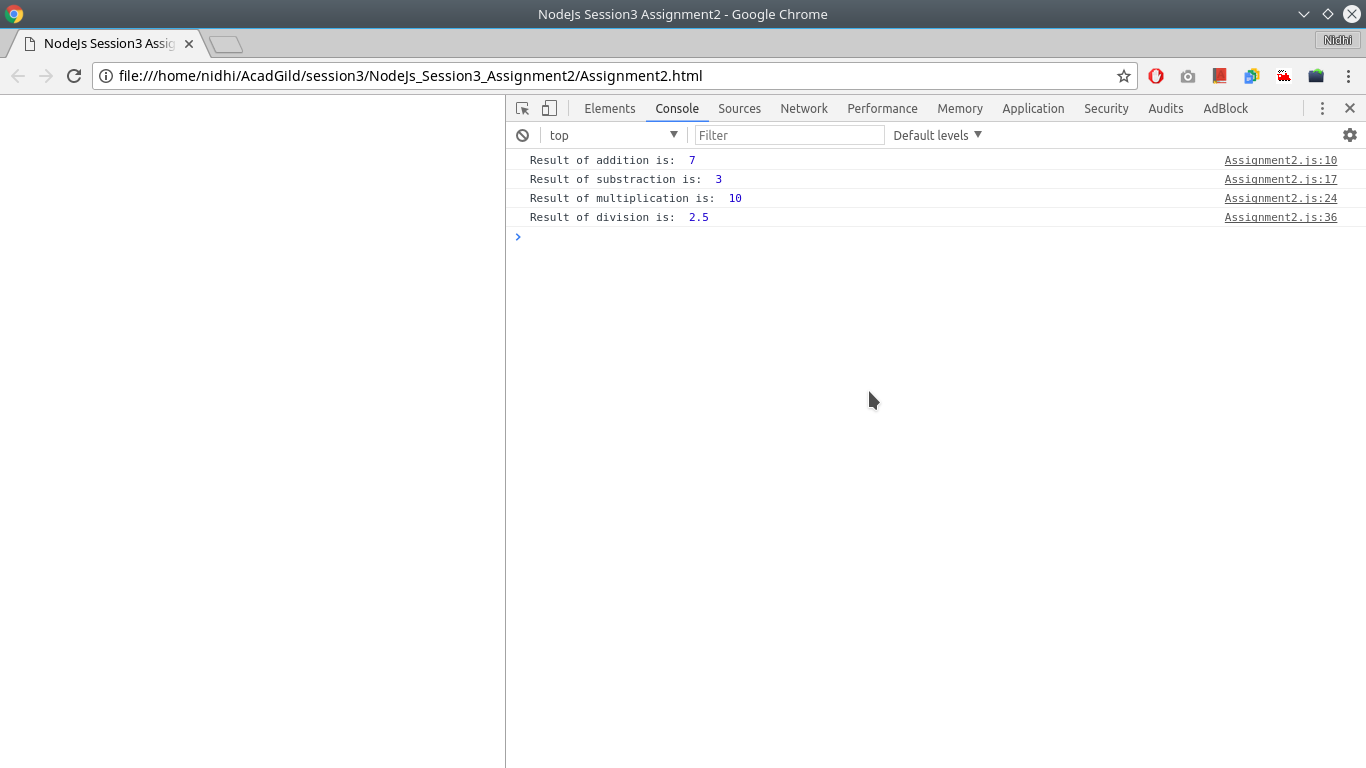 NodeJs Session3 Assignment2 - Google Chrome
NodeJs Session3 Assig
Nidhi
file:///home/nidhi/AcadGild/session3/NodeJs_Session3_Assignment2/Assignment2.html
Elements Console Sources Network Performance Memory Application Security Audits AdBlock
top Filter Default levels
Result of addition is: 7 Assignment2.js:10
Result of substraction is: 3 Assignment2.js:17
Result of multiplication is: 10 Assignment2.js:24
Result of division is: 2.5 Assignment2.js:36
>